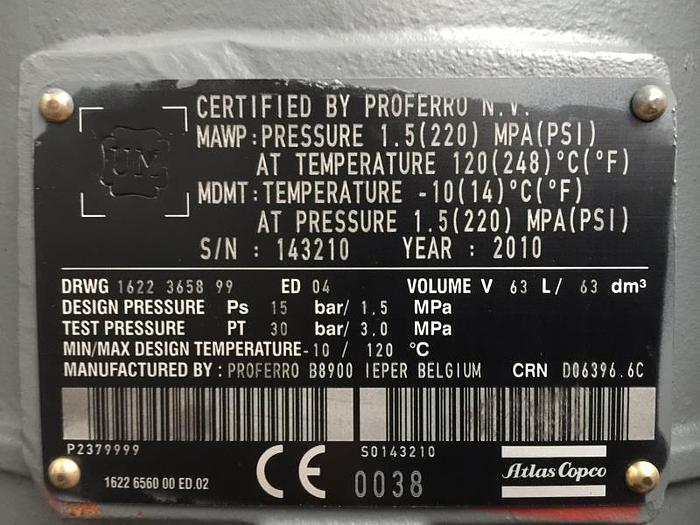 UM
CERTIFIED BY PROFERRO N.V.
MAWP:PRESSURE 1.5(220) MPA(PSI)
AT TEMPERATURE 120(248)°C(°F)
MDMT:TEMPERATURE -10(14)°C(°F)
AT PRESSURE 1.5(220) MPA(PSI)
S/N : 143210 YEAR : 2010
DRWG 1622 3658 99 ED 04 VOLUME V 63 L/ 63 dm³
DESIGN PRESSURE Ps 15 bar/ 1.5 MPa
TEST PRESSURE PT 30 bar/ 3.0 MPa
MIN/MAX DESIGN TEMPERATURE -10 / 120 °C
MANUFACTURED BY : PROFERRO B8900 IEPER BELGIUM CRN D06396.6C
P2379999 S0143210
1622 6560 00 ED.02 CE 0038 Atlas Copco